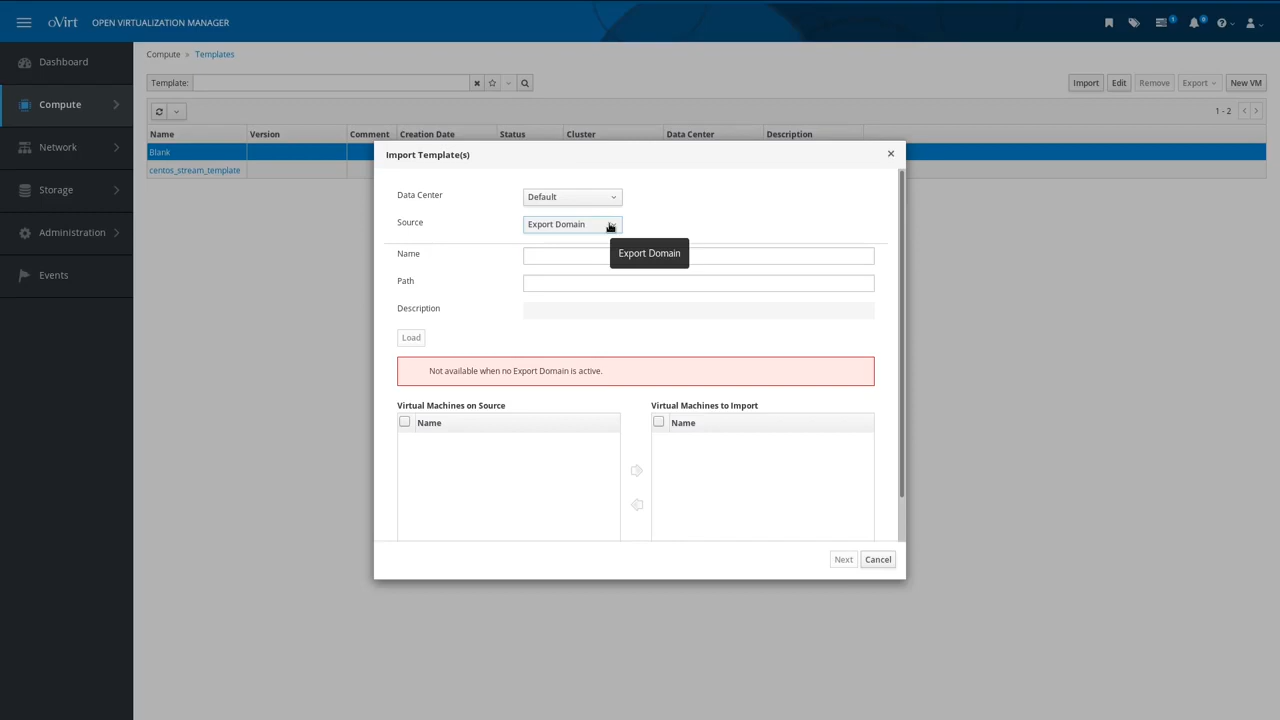 oVirt OPEN VIRTUALIZATION MANAGER 1 0
Dashboard
Compute
Network
Storage
Administration
Events
Compute > Templates
Template: Import Edit Remove Export New VM
1 - 2
Name Version Comment Creation Date Status Cluster Data Center Description
Blank
centos_stream_template
Import Template(s)
Data Center Default
Source Export Domain
Export Domain
Name
Path
Description
Load
Not available when no Export Domain is active.
Virtual Machines on Source Virtual Machines to Import
Name Name
Next Cancel